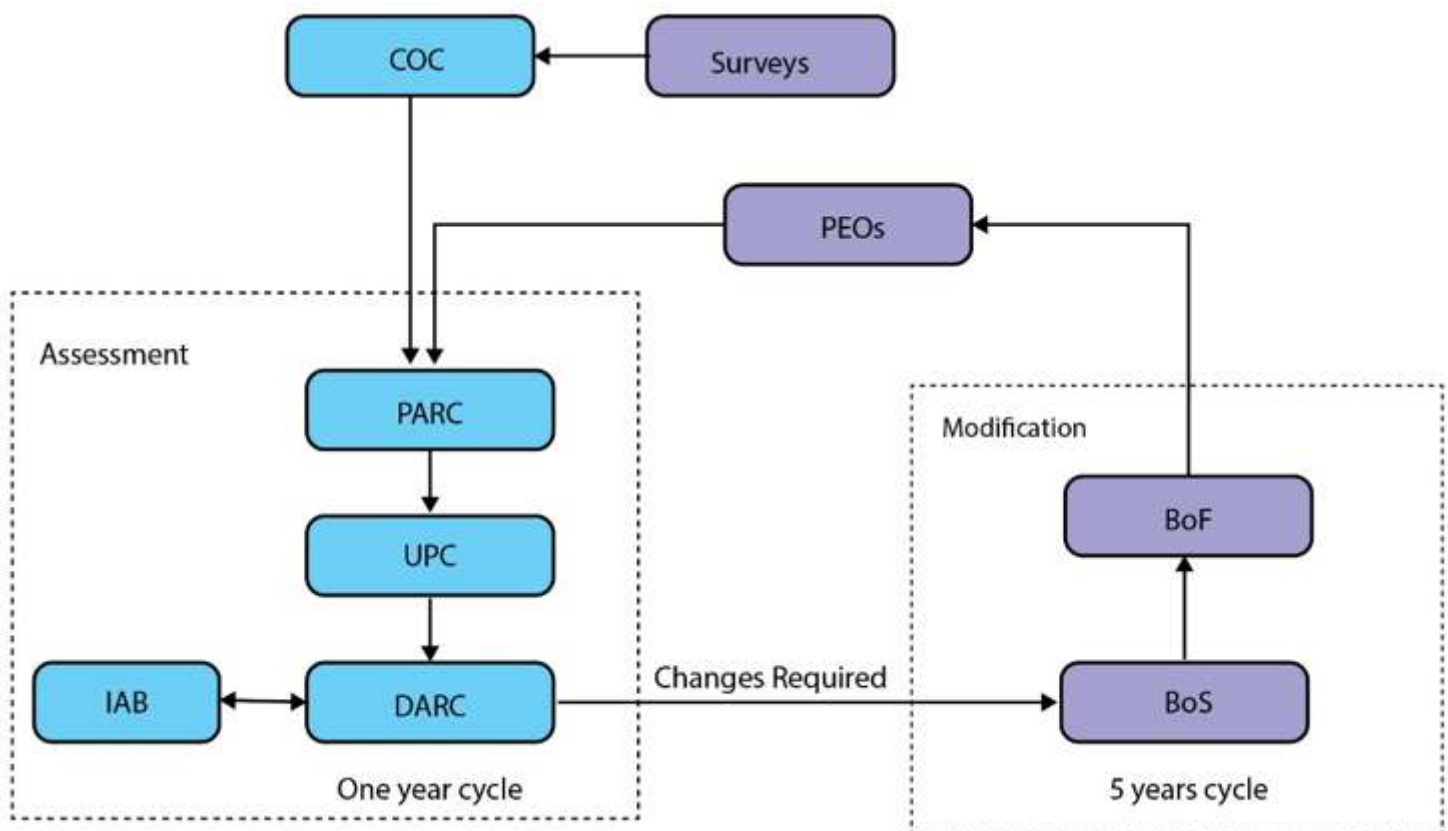 COC
Surveys
PEOs
Assessment
PARC
Modification
BoF
UPC
Changes Required
IAB
DARC
BoS
One year cycle
5 years cycle